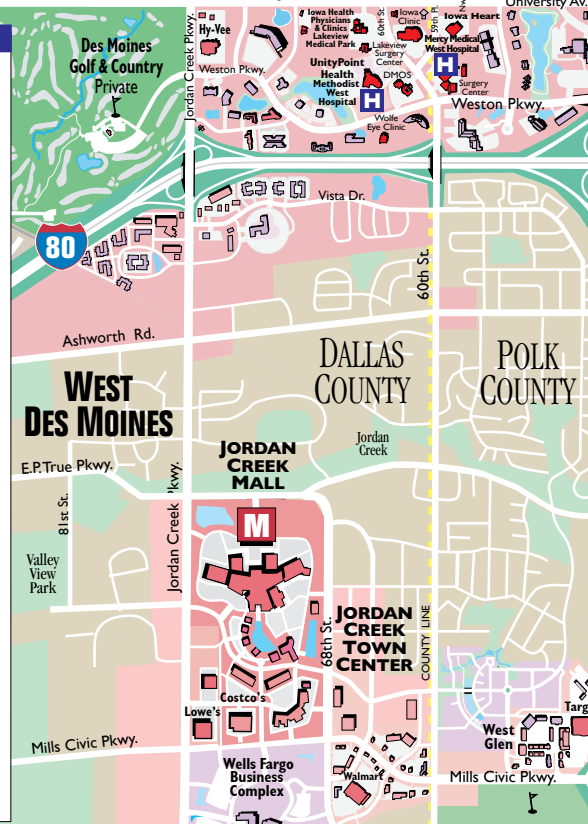 University Av.
Iowa Health
Physicians
& Clinics
Lakeview
Medical Park
60th St.
Iowa
Clinic
59th Pl.
Iowa Heart
Hy-Vee
Jordan Creek Pkwy.
Des Moines
Golf & Country
Private
Lakeview
Surgery
Center
Mercy Medical
West Hospital
H
Weston Pkwy.
UnityPoint
Health
Methodist
West
Hospital
H
DMOS
Surgery
Center
Weston Pkwy.
Wolfe
Eye Clinic
Vista Dr.
80
60th St.
Ashworth Rd.
DALLAS
COUNTY
POLK
COUNTY
WEST
DES MOINES
Jordan
Creek
JORDAN
CREEK
MALL
E.P. True Pkwy.
81st St.
Jordan Creek Pkwy.
M
Valley
View
Park
JORDAN
CREEK
TOWN
CENTER
68th St.
COUNTY LINE
Costco's
Lowe's
Targ
West
Glen
Mills Civic Pkwy.
Wells Fargo
Business
Complex
Walmart
Mills Civic Pkwy.